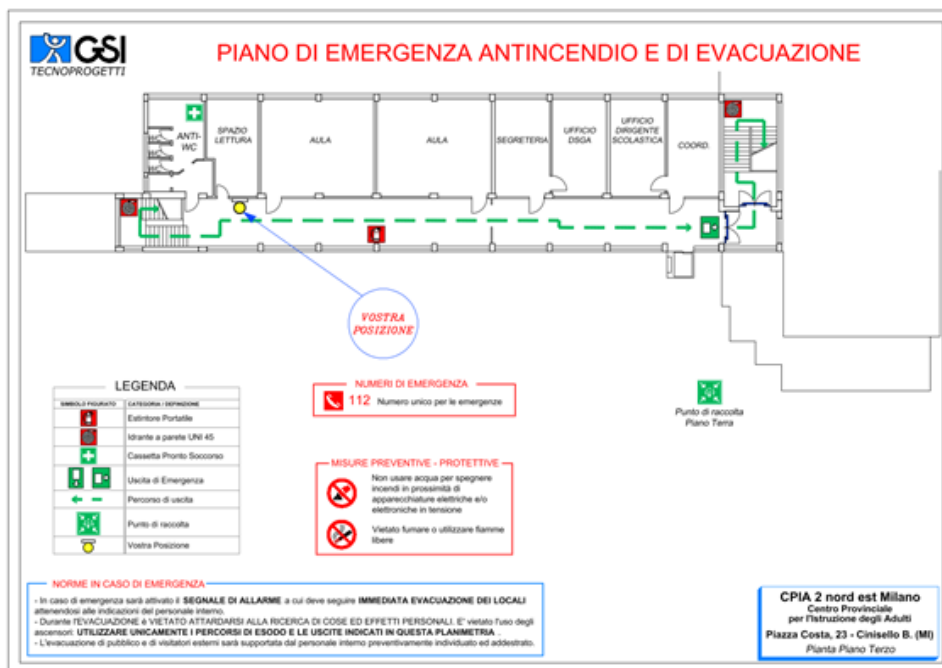 GSI
TECNOPROGETTI
PIANO DI EMERGENZA ANTINCENDIO E DI EVACUAZIONE
ANTI-
WC
SPAZIO
LETTURA
AULA
AULA
SEGRETERIA
UFFICIO
DSGA
UFFICIO
DIRIGENTE
SCOLASTICA
COORD.
VOSTRA
POSIZIONE
LEGENDA
SIMBOLO FIGURATO
CATEGORIA / DEFINIZIONE
Estintore Portatile
Idrante a parete UNI 45
Cassetta Pronto Soccorso
Uscita di Emergenza
Percorso di uscita
Punto di raccolta
Vostra Posizione
NUMERI DI EMERGENZA
112 Numero unico per le emergenze
MISURE PREVENTIVE - PROTETTIVE
Non usare acqua per spegnere
incendi in prossimità di
apparecchiature elettriche e/o
elettroniche in tensione
Vietato fumare o utilizzare fiamme
libere
Punto di raccolta
Piano Terra
NORME IN CASO DI EMERGENZA
- In caso di emergenza sarà attivato il SEGNALE DI ALLARME a cui deve seguire IMMEDIATA EVACUAZIONE DEI LOCALI
attenendosi alle indicazioni del personale interno.
- Durante l'EVACUAZIONE è VIETATO ATTARDARSI ALLA RICERCA DI COSE ED EFFETTI PERSONALI. E' vietato l'uso degli
ascensori. UTILIZZARE UNICAMENTE I PERCORSI DI ESODO E LE USCITE INDICATI IN QUESTA PLANIMETRIA .
- L'evacuazione di pubblico e di visitatori esterni sarà supportata dal personale interno preventivamente individuato ed addestrato.
CPIA 2 nord est Milano
Centro Provinciale
per l'Istruzione degli Adulti
Piazza Costa, 23 - Cinisello B. (MI)
Pianta Piano Terzo